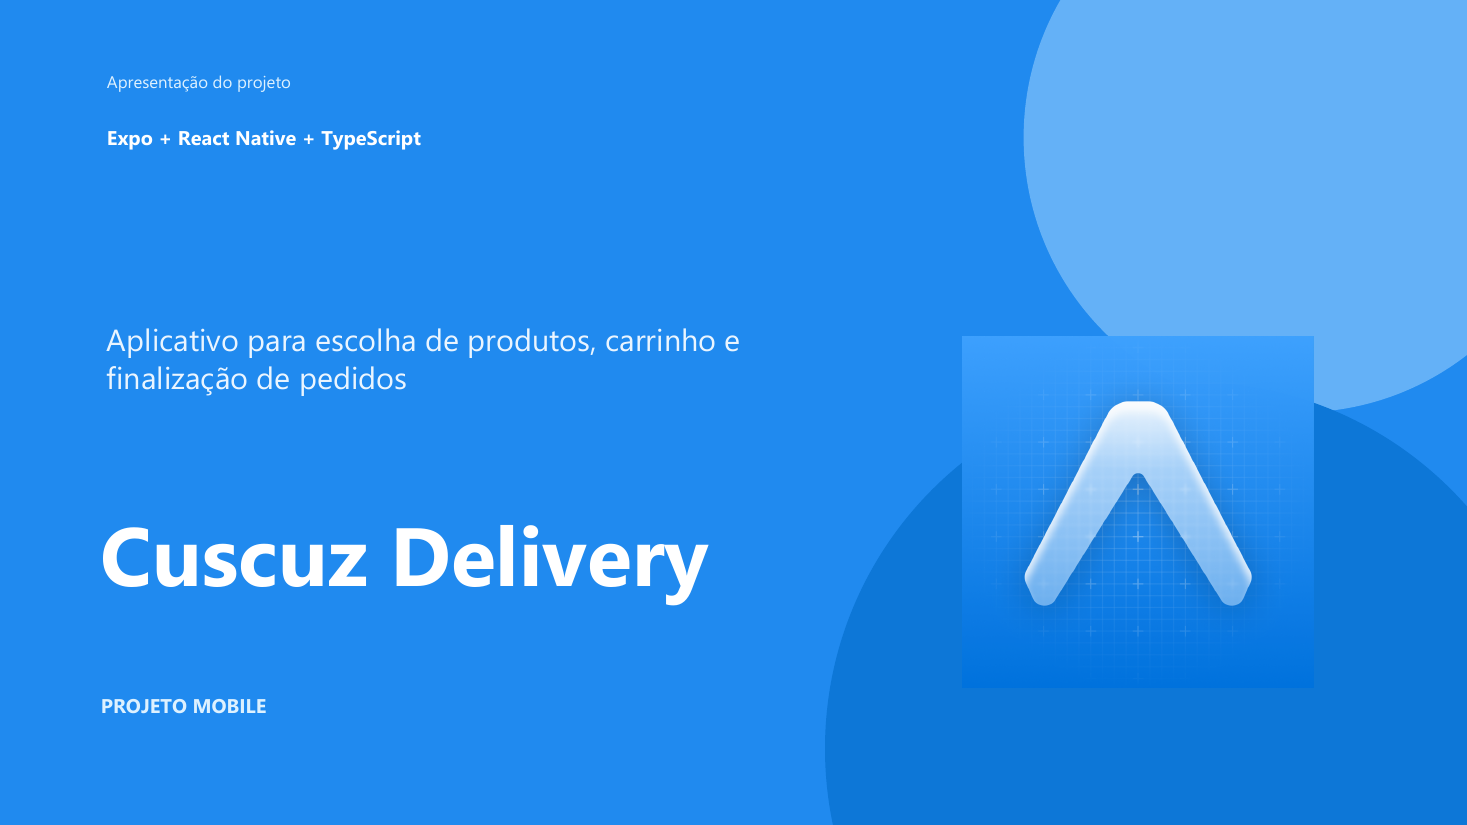 Apresentação do projeto
Expo + React Native + TypeScript
Aplicativo para escolha de produtos, carrinho e
finalização de pedidos
Cuscuz Delivery
PROJETO MOBILE